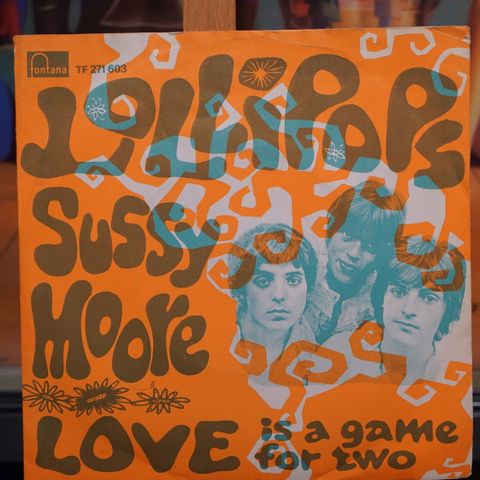 fontana TF 271 603
Lollipops
Sussy
Moore
LOVE is a game
for two